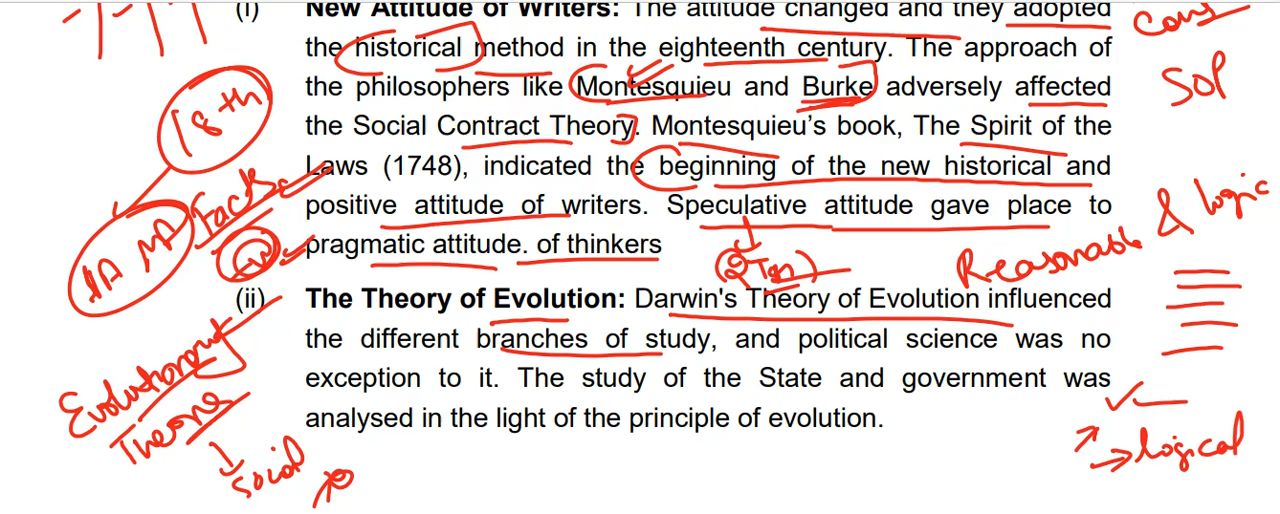 (i) New Attitude of Writers: The attitude changed and they adopted
the historical method in the eighteenth century. The approach of
the philosophers like Montesquieu and Burke adversely affected
the Social Contract Theory. Montesquieu's book, The Spirit of the
Laws (1748), indicated the beginning of the new historical and
positive attitude of writers. Speculative attitude gave place to
pragmatic attitude. of thinkers
(ii) The Theory of Evolution: Darwin's Theory of Evolution influenced
the different branches of study, and political science was no
exception to it. The study of the State and government was
analysed in the light of the principle of evolution.
18th
Facts
SOP
Reasonable & logic
Social
logical